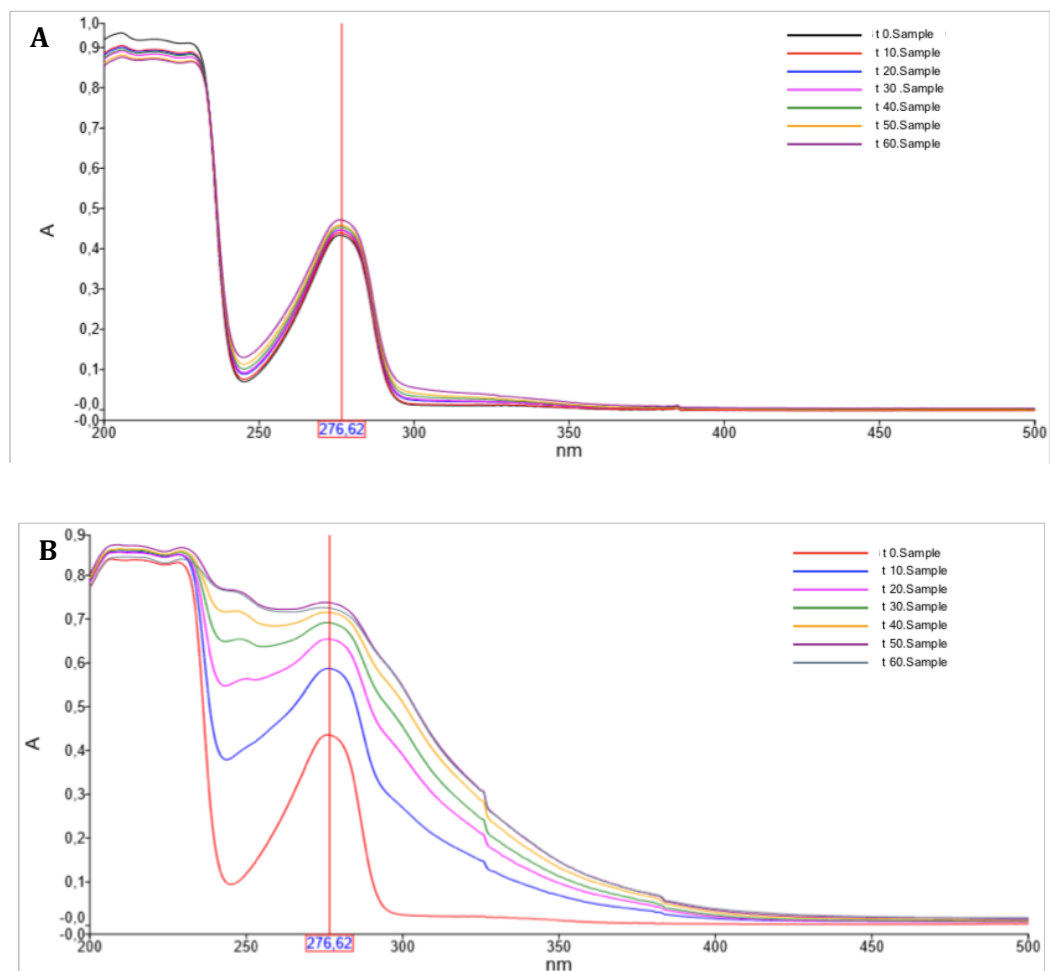 A
1,0
0,9
0,8
0,7
0,6
0,5
0,4
0,3
0,2
0,1
-0,0
-0,0
A
t 0.Sample
t 10.Sample
t 20.Sample
t 30 .Sample
t 40.Sample
t 50.Sample
t 60.Sample
200 250 276,62 300 350 400 450 500
nm
B
0,9
0,8
0,7
0,6
0,5
0,4
0,3
0,2
0,1
-0,0
-0,0
A
t 0.Sample
t 10.Sample
t 20.Sample
t 30.Sample
t 40.Sample
t 50.Sample
t 60.Sample
200 250 276,62 300 350 400 450 500
nm